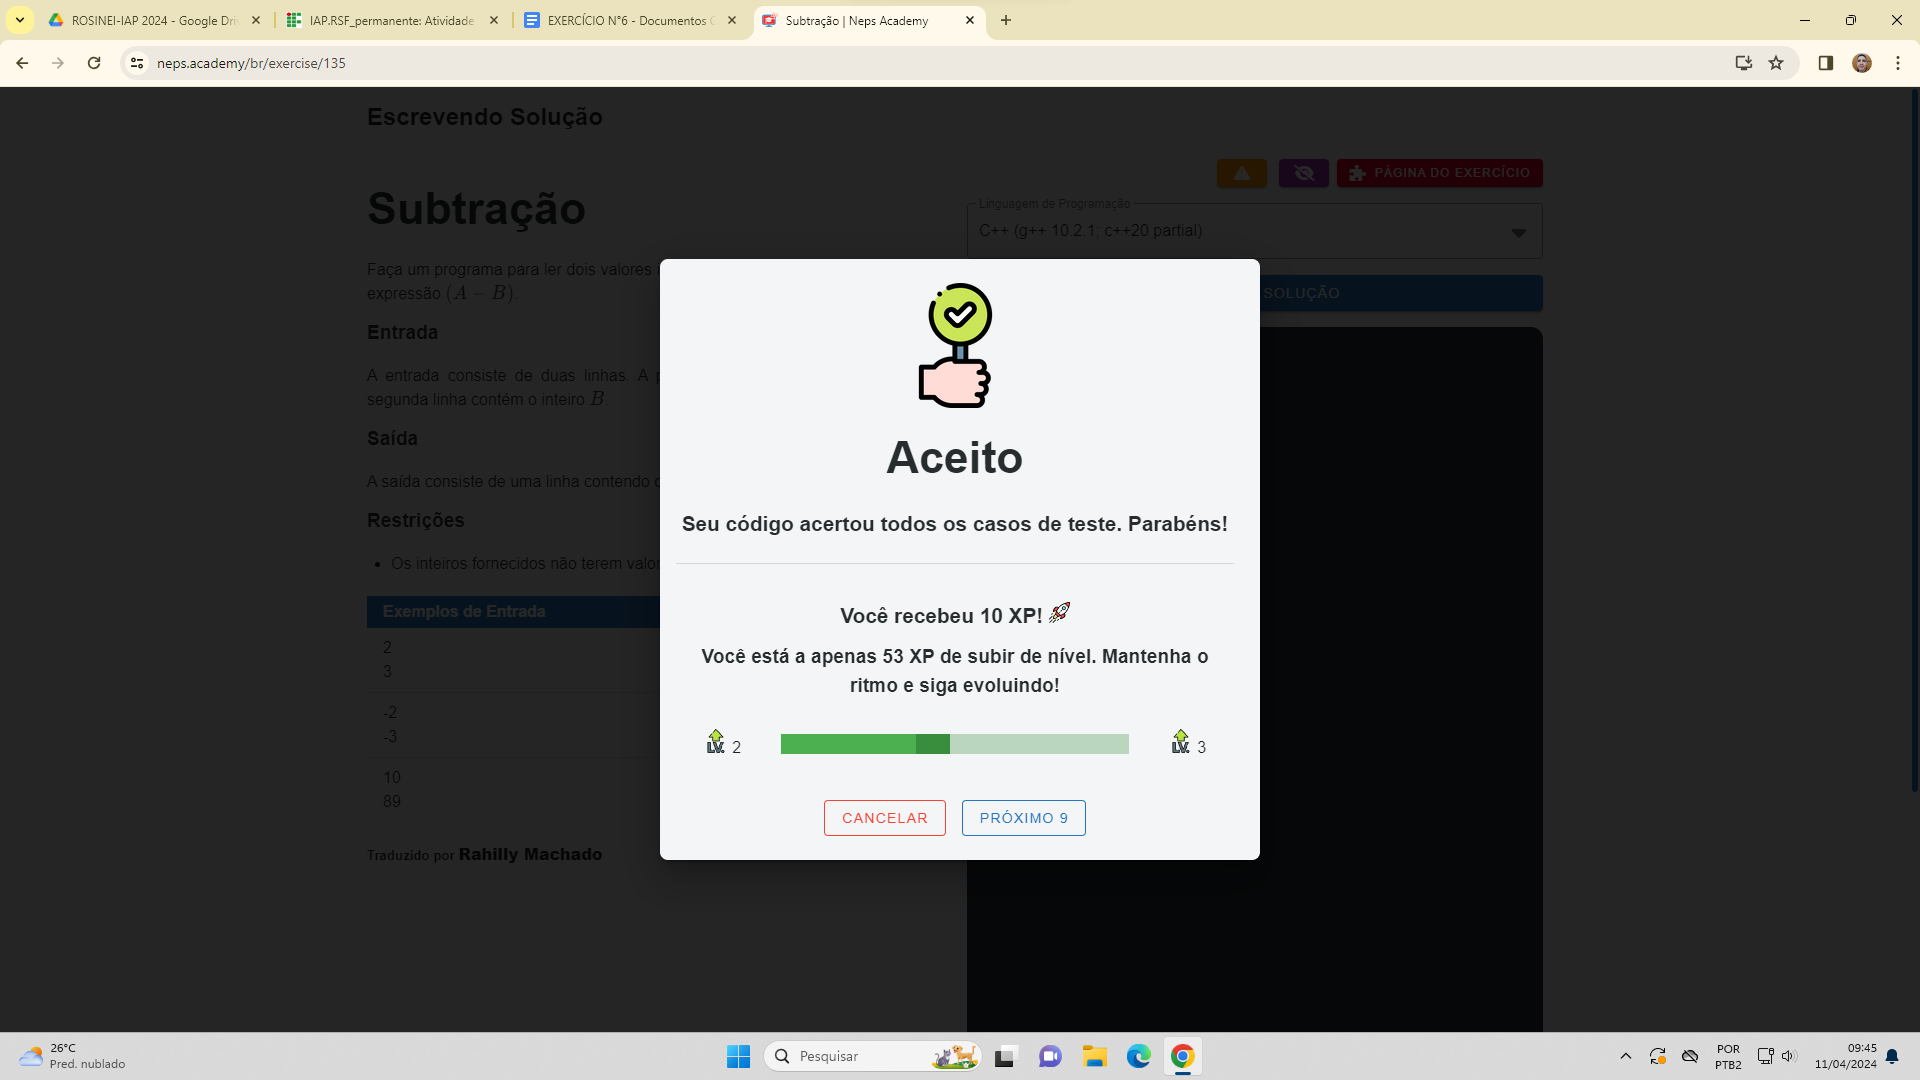 ROSINEI-IAP 2024 - Google Dri
IAP.RSF_permanente: Atividade
EXERCÍCIO N°6 - Documentos
Subtração | Neps Academy
neps.academy/br/exercise/135
Escrevendo Solução
PÁGINA DO EXERCÍCIO
Subtração
Linguagem de Programação
C++ (g++ 10.2.1; c++20 partial)
Faça um programa para ler dois valores
expressão (A − B).
SOLUÇÃO
Entrada
A entrada consiste de duas linhas. A
segunda linha contém o inteiro B
Saída
A saída consiste de uma linha contendo
Restrições
• Os inteiros fornecidos não terem valor
Exemplos de Entrada
2
3
-2
-3
10
89
Traduzido por Rahilly Machado
Aceito
Seu código acertou todos os casos de teste. Parabéns!
Você recebeu 10 XP!
Você está a apenas 53 XP de subir de nível. Mantenha o
ritmo e siga evoluindo!
LV. 2
LV. 3
CANCELAR
PRÓXIMO 9
26°C
Pred. nublado
Pesquisar
POR
PTB2
09:45
11/04/2024